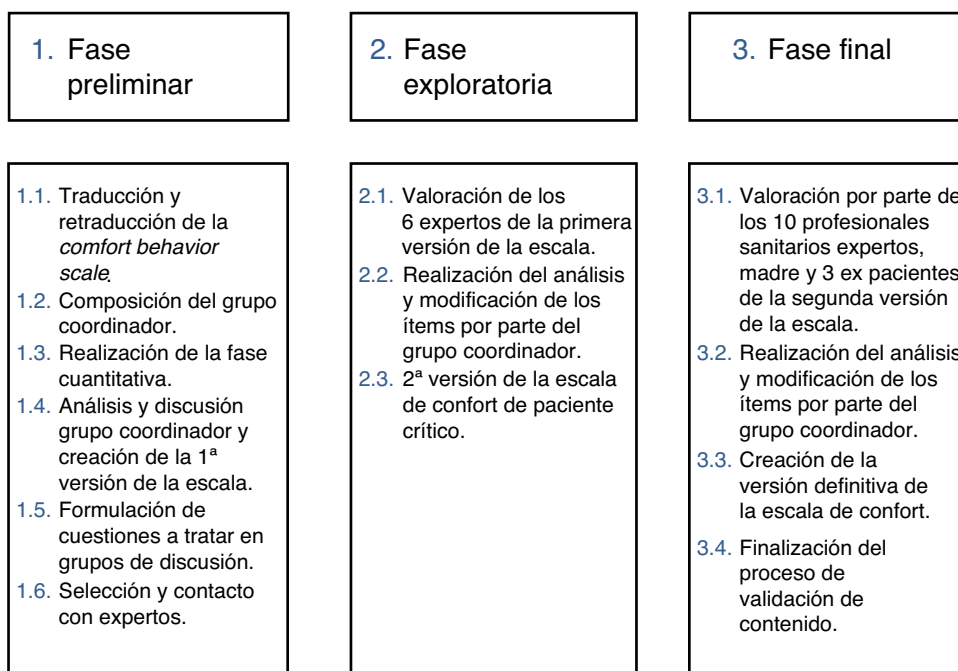 1. Fase
preliminar
1.1. Traducción y
retraducción de la
comfort behavior
scale.
1.2. Composición del grupo
coordinador.
1.3. Realización de la fase
cuantitativa.
1.4. Análisis y discusión
grupo coordinador y
creación de la 1ª
versión de la escala.
1.5. Formulación de
cuestiones a tratar en
grupos de discusión.
1.6. Selección y contacto
con expertos.
2. Fase
exploratoria
2.1. Valoración de los
6 expertos de la primera
versión de la escala.
2.2. Realización del análisis
y modificación de los
ítems por parte del
grupo coordinador.
2.3. 2ª versión de la escala
de confort de paciente
crítico.
3. Fase final
3.1. Valoración por parte de
los 10 profesionales
sanitarios expertos,
madre y 3 ex pacientes
de la segunda versión
de la escala.
3.2. Realización del análisis
y modificación de los
ítems por parte del
grupo coordinador.
3.3. Creación de la
versión definitiva de
la escala de confort.
3.4. Finalización del
proceso de
validación de
contenido.